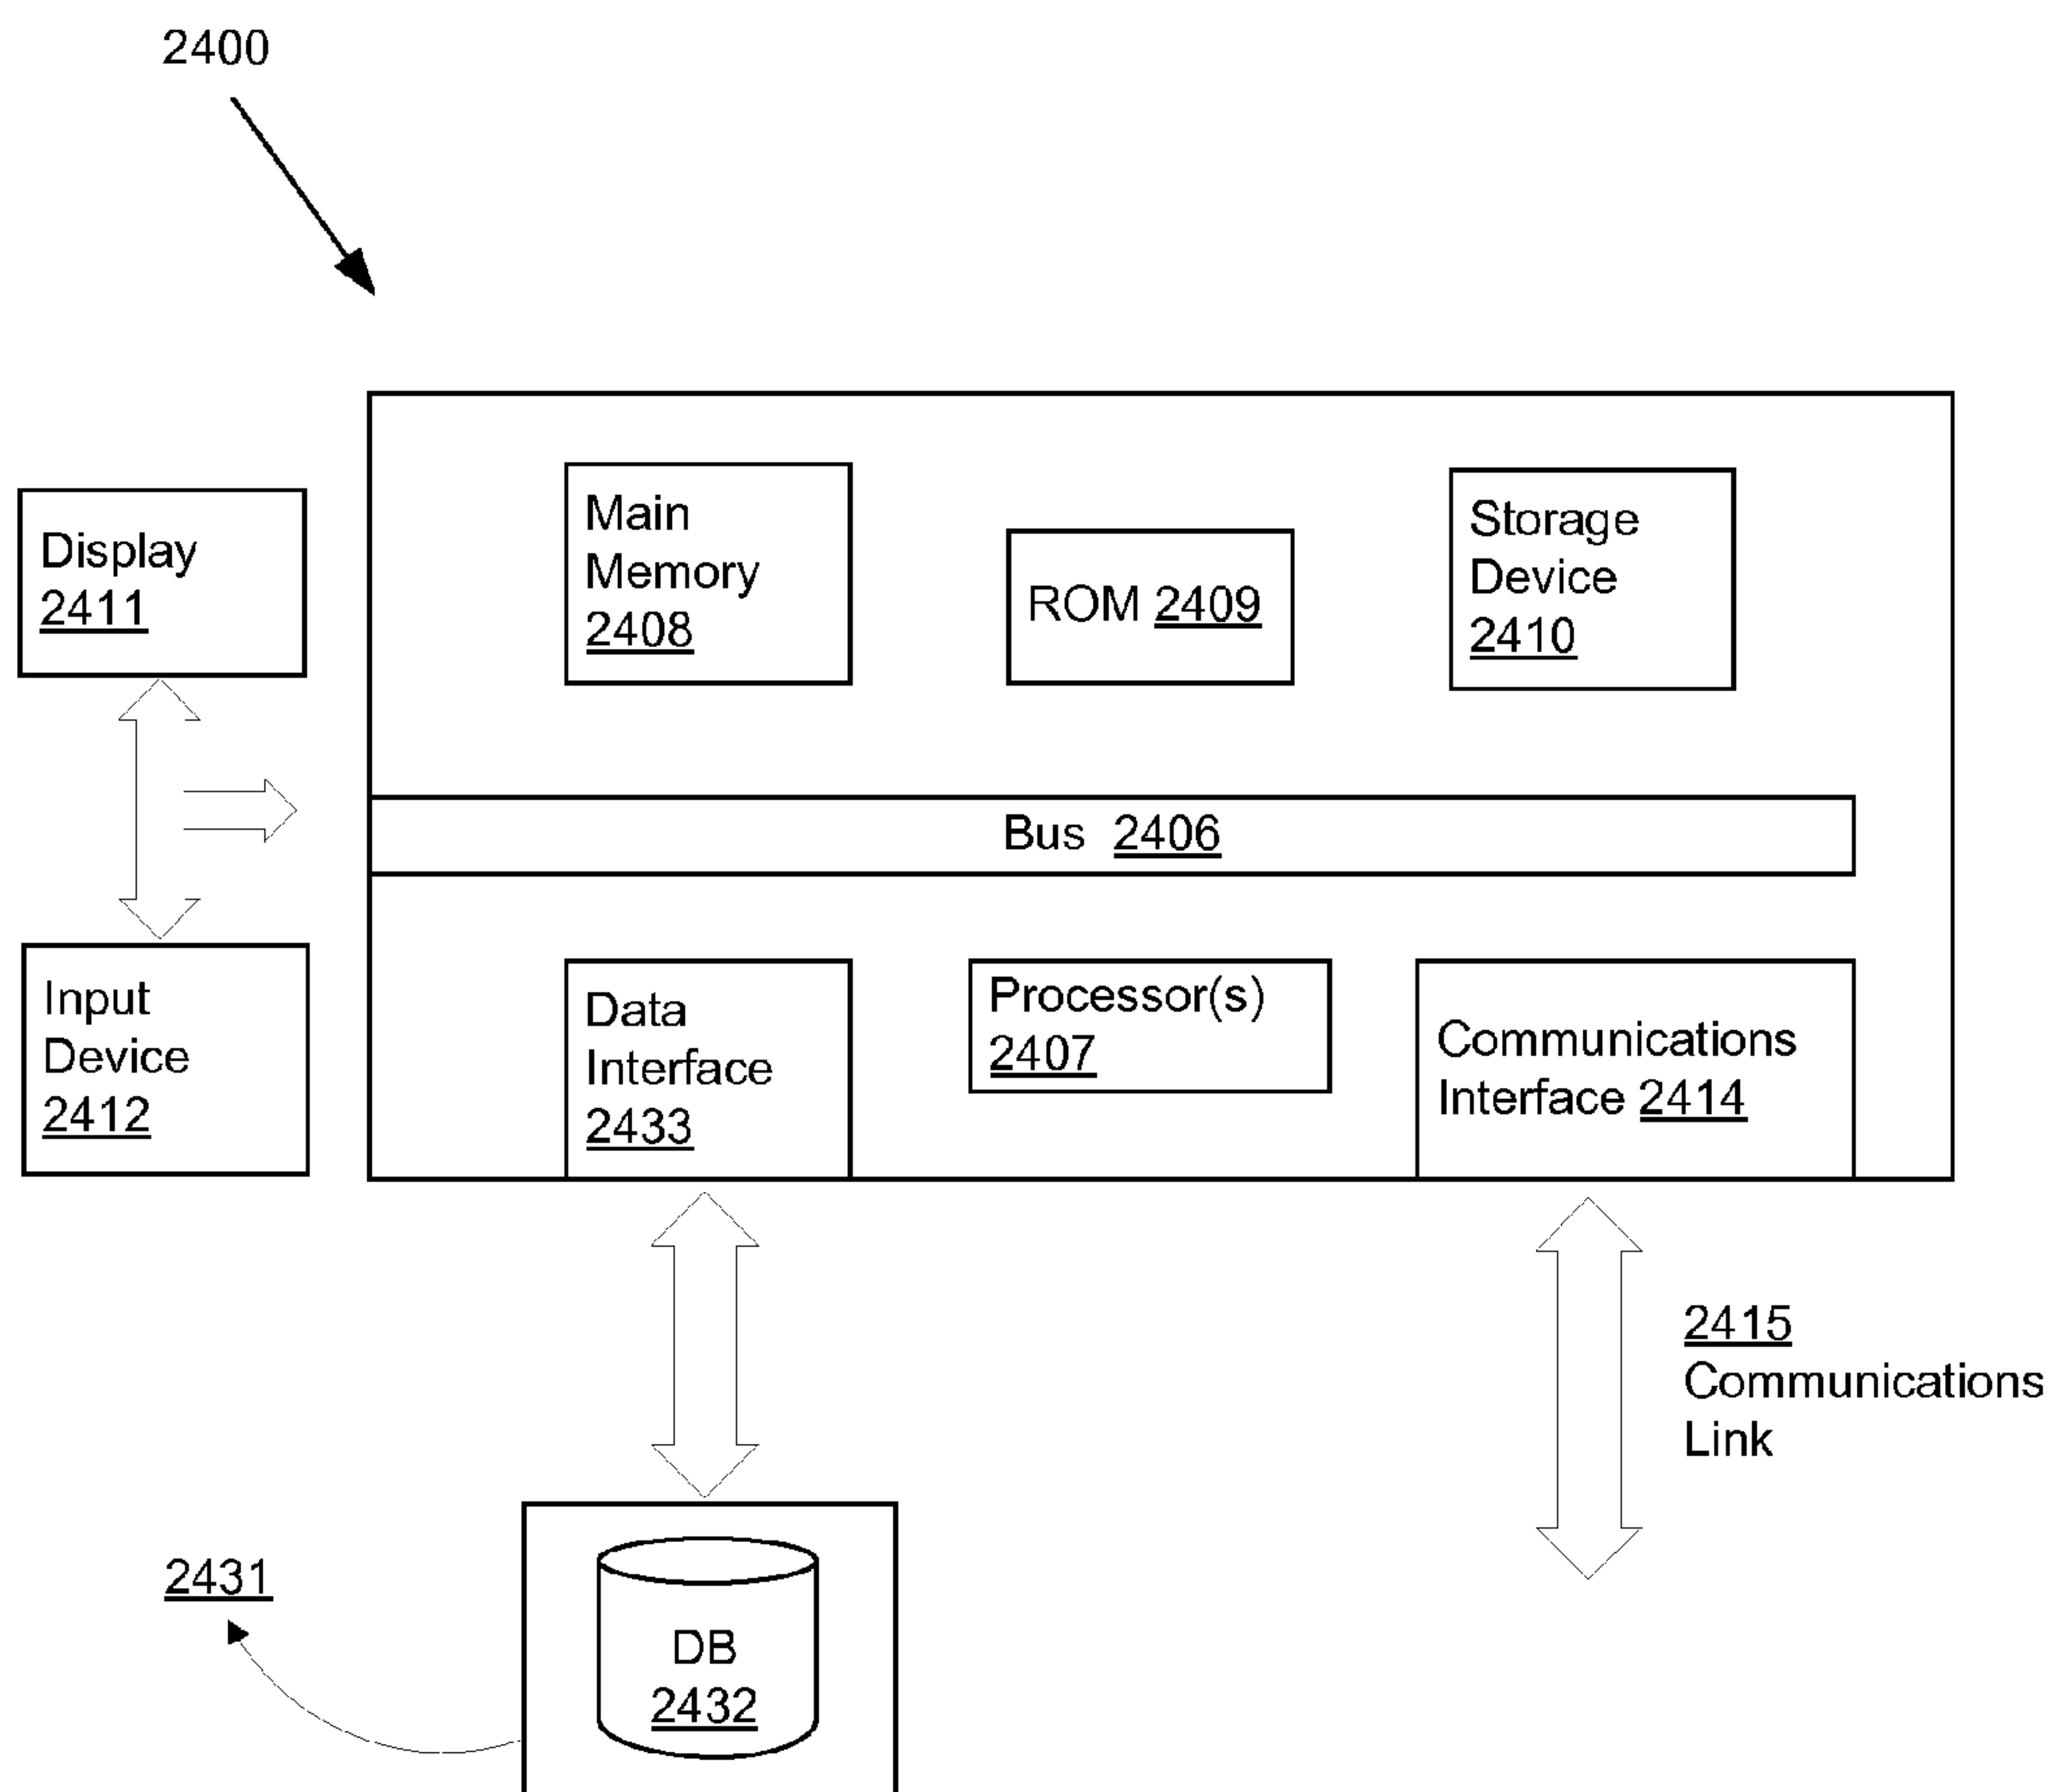 2400
Display
2411
Main
Memory
2408
ROM 2409
Storage
Device
2410
Bus 2406
Input
Device
2412
Data
Interface
2433
Processor(s)
2407
Communications
Interface 2414
2415
Communications
Link
2431
DB
2432